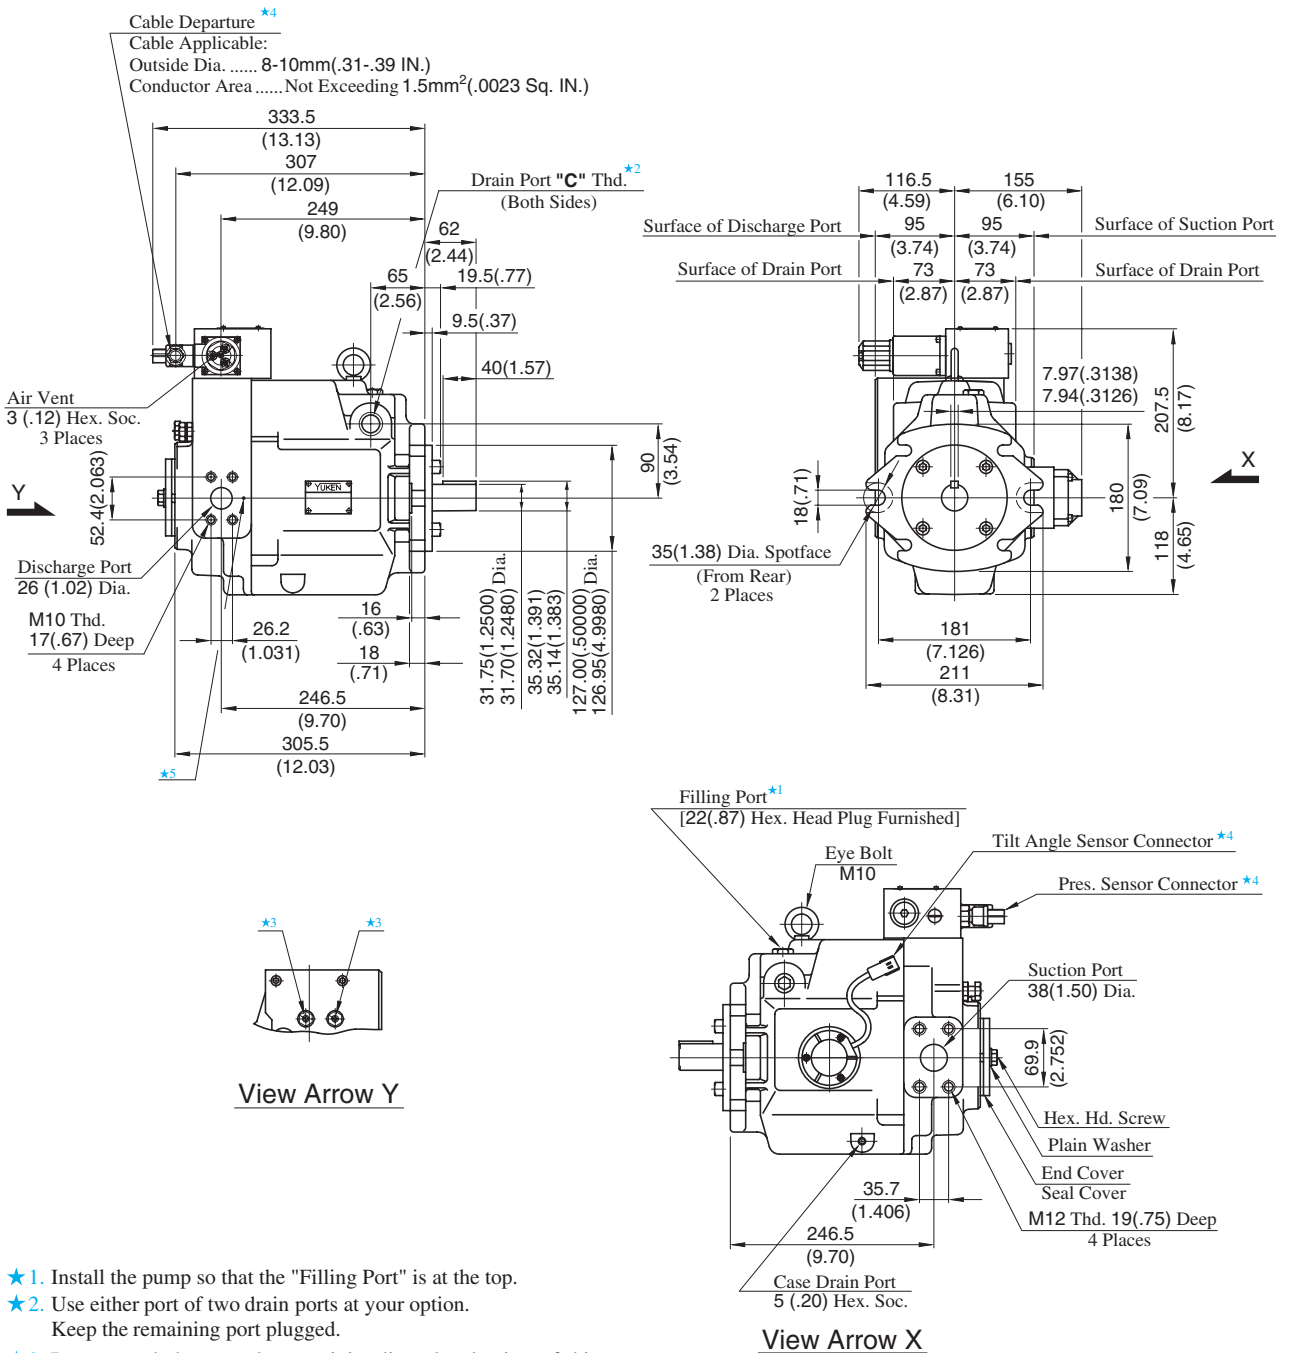 Cable Departure ★4
Cable Applicable:
Outside Dia. ...... 8-10mm(.31-.39 IN.)
Conductor Area ...... Not Exceeding 1.5mm2(.0023 Sq. IN.)
333.5
(13.13)
307
(12.09)
249
(9.80)
Drain Port "C" Thd. ★2
(Both Sides)
62
(2.44)
65
(2.56)
19.5(.77)
9.5(.37)
40(1.57)
Air Vent
3 (.12) Hex. Soc.
3 Places
52.4(2.063)
Y
YUKEN
90
(3.54)
Discharge Port
26 (1.02) Dia.
M10 Thd.
17(.67) Deep
4 Places
26.2
(1.031)
16
(.63)
18
(.71)
246.5
(9.70)
305.5
(12.03)
★5
31.75(1.2500)
31.70(1.2480) Dia.
35.32(1.391)
35.14(1.383)
127.00(.50000)
126.95(4.9980) Dia.
116.5
(4.59)
155
(6.10)
Surface of Discharge Port
95
(3.74)
95
(3.74)
Surface of Suction Port
Surface of Drain Port
73
(2.87)
73
(2.87)
Surface of Drain Port
7.97(.3138)
7.94(.3126)
207.5
(8.17)
X
18(.71)
180
(7.09)
118
(4.65)
35(1.38) Dia. Spotface
(From Rear)
2 Places
181
(7.126)
211
(8.31)
★3
★3
View Arrow Y
Filling Port ★1
[22(.87) Hex. Head Plug Furnished]
Eye Bolt
M10
Tilt Angle Sensor Connector ★4
Pres. Sensor Connector ★4
Suction Port
38(1.50) Dia.
69.9
(2.752)
Hex. Hd. Screw
Plain Washer
End Cover
Seal Cover
M12 Thd. 19(.75) Deep
4 Places
35.7
(1.406)
246.5
(9.70)
Case Drain Port
5 (.20) Hex. Soc.
View Arrow X
★1. Install the pump so that the "Filling Port" is at the top.
★2. Use either port of two drain ports at your option.
Keep the remaining port plugged.